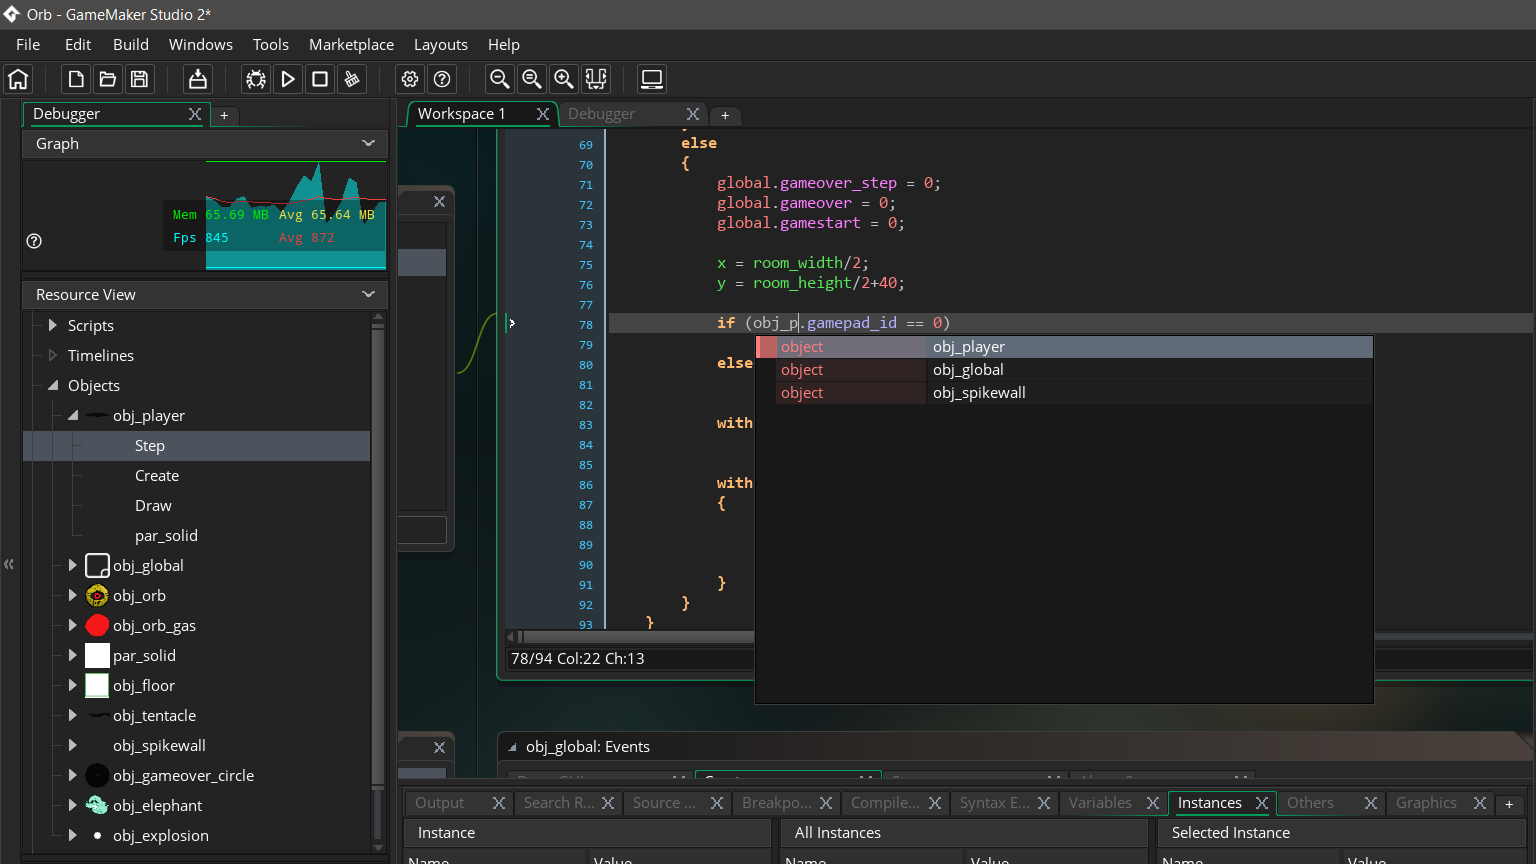 Orb - GameMaker Studio 2*
File Edit Build Windows Tools Marketplace Layouts Help
Debugger
Workspace 1
Debugger
Graph
Mem 65.69 MB Avg 65.64 MB
Fps 845 Avg 872
Resource View
Scripts
Timelines
Objects
obj_player
Step
Create
Draw
par_solid
obj_global
obj_orb
obj_orb_gas
par_solid
obj_floor
obj_tentacle
obj_spikewall
obj_gameover_circle
obj_elephant
obj_explosion
69 else
70 {
71 global.gameover_step = 0;
72 global.gameover = 0;
73 global.gamestart = 0;
74
75 x = room_width/2;
76 y = room_height/2+40;
77
78 if (obj_p.gamepad_id == 0)
79
80 else
81
82
83 with
84
85
86 with
87 {
88
89
90
91 }
92 }
93 }
object obj_player
object obj_global
object obj_spikewall
78/94 Col:22 Ch:13
obj_global: Events
Output Search R... Source ... Breakpo... Compile... Syntax E... Variables Instances Others Graphics
Instance All Instances Selected Instance
Name Value Name Value Name Value